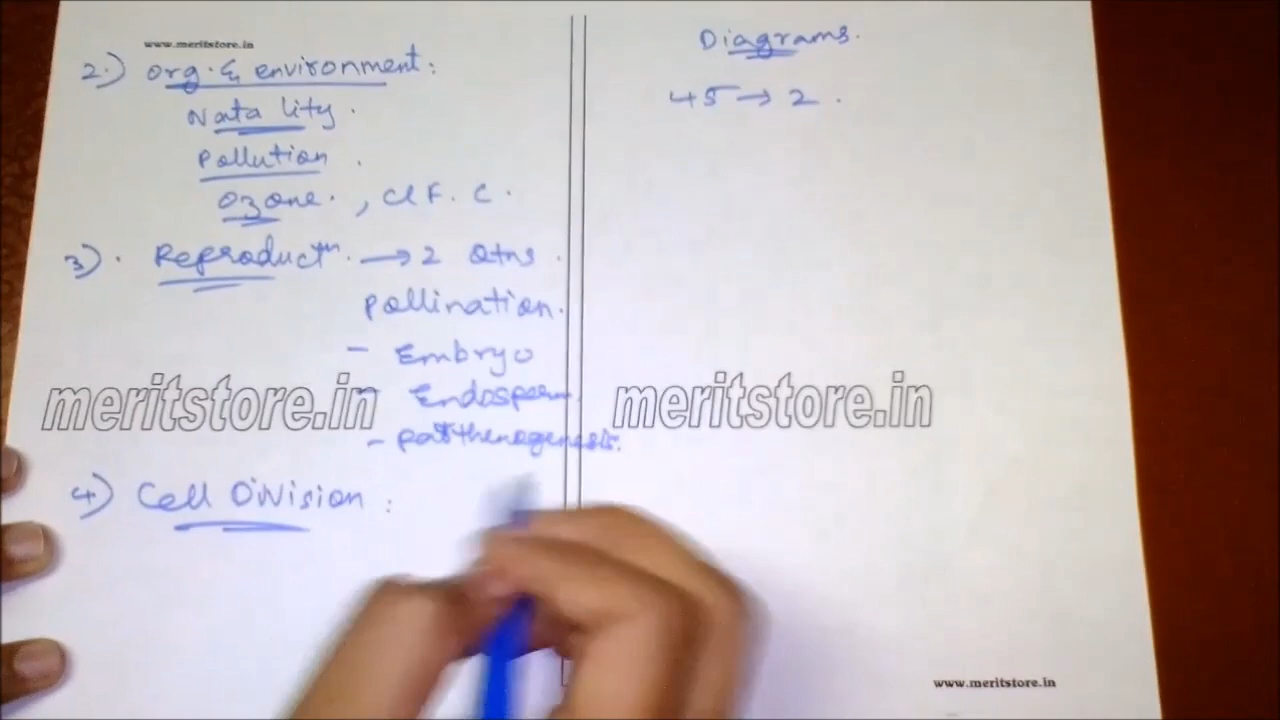 www.meritstore.in
2.) org. & environment:
Natality.
Pollution.
Ozone. , Cl F. C.
3). Reproductn. → 2 Qtns.
Pollination.
- Embryo
Endosperm.
meritstore.in
- Parthenogenesis.
4) Cell Division:
Diagrams.
45 → 2.
meritstore.in
www.meritstore.in